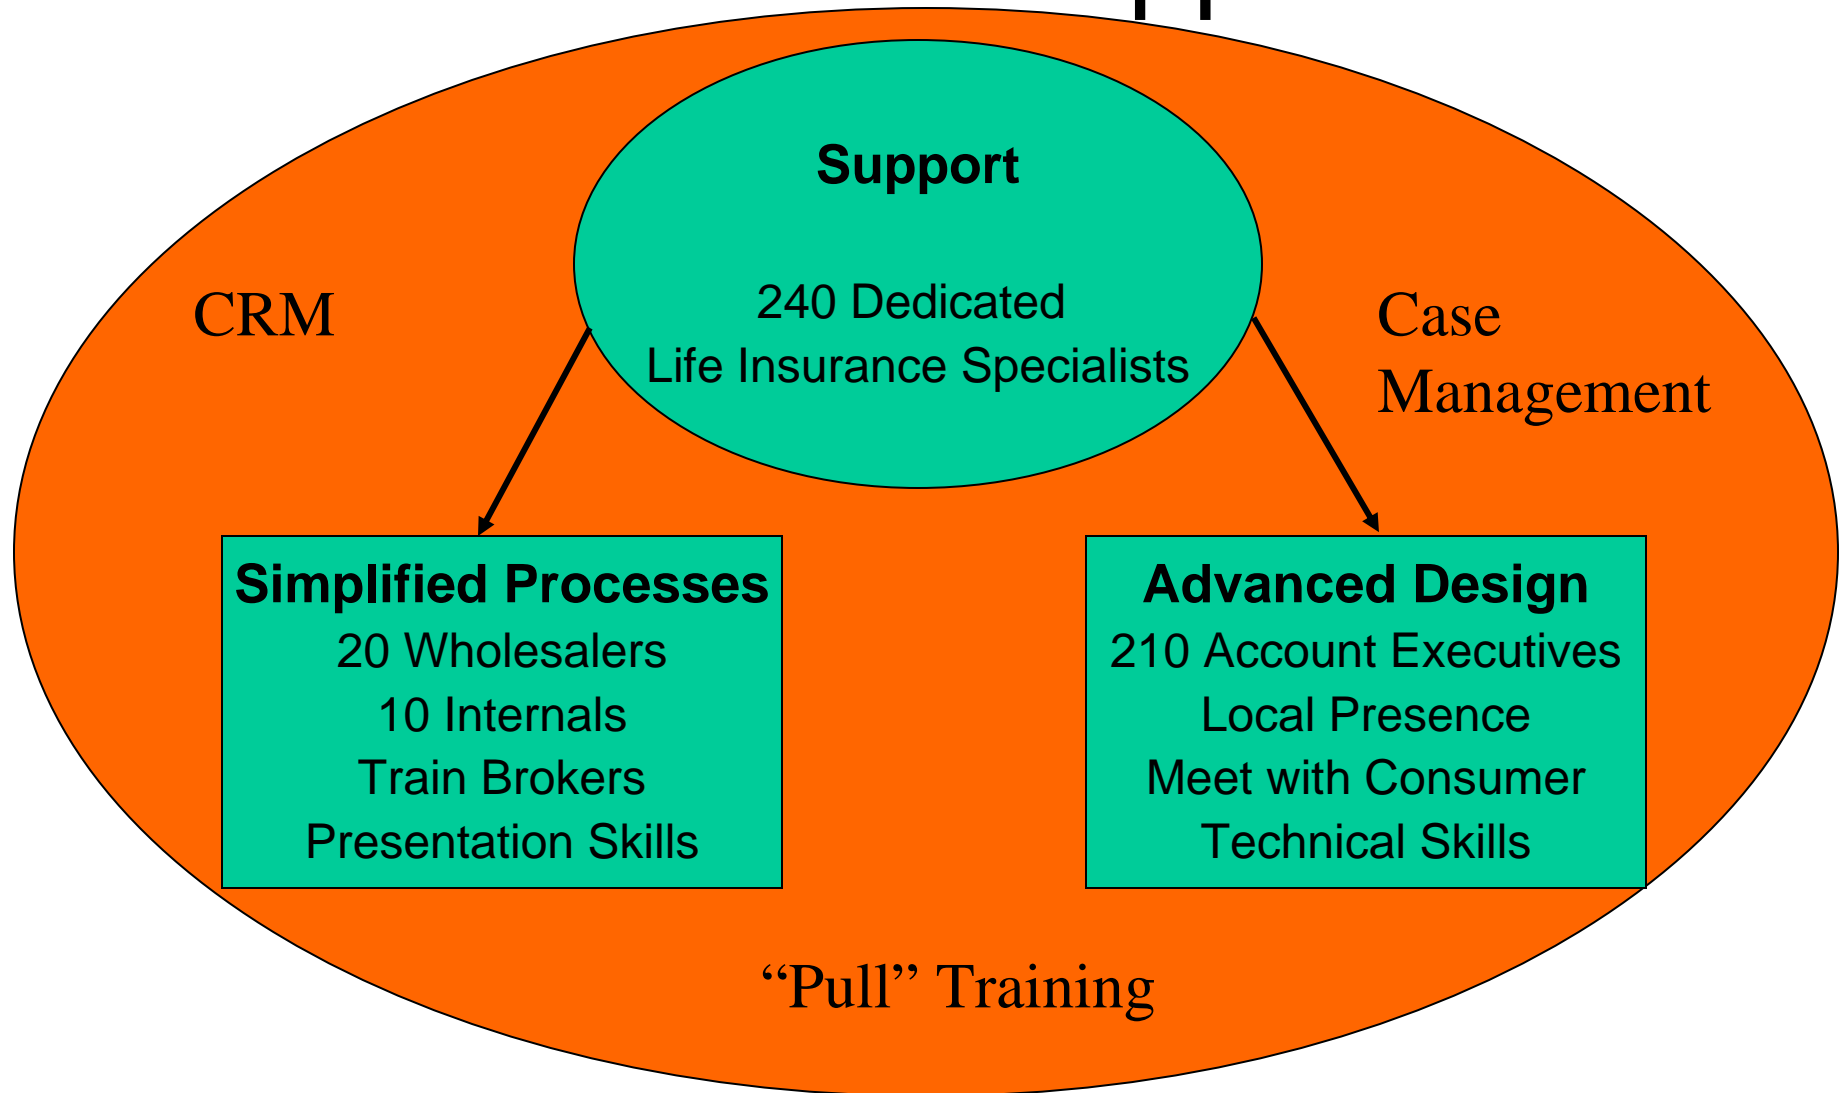 Support
240 Dedicated
Life Insurance Specialists
CRM
Case
Management
Simplified Processes
20 Wholesalers
10 Internals
Train Brokers
Presentation Skills
Advanced Design
210 Account Executives
Local Presence
Meet with Consumer
Technical Skills
“Pull” Training